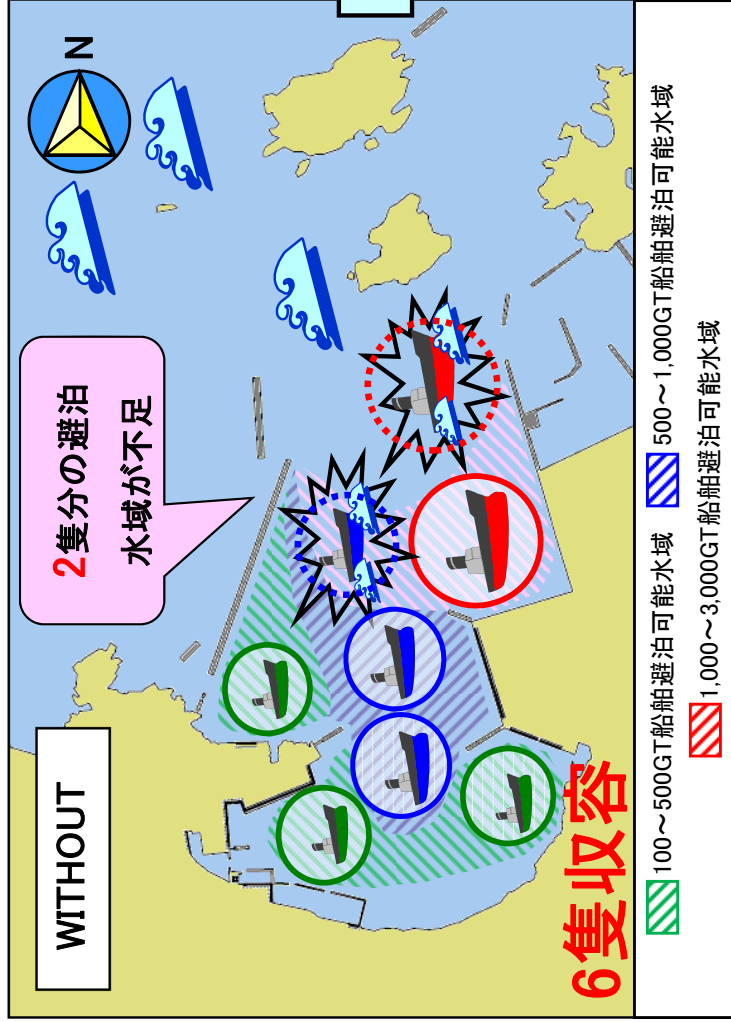 WITHOUT
2隻分の避泊
水域が不足
N
6隻収容
100～500GT船舶避泊可能水域
500～1,000GT船舶避泊可能水域
1,000～3,000GT船舶避泊可能水域